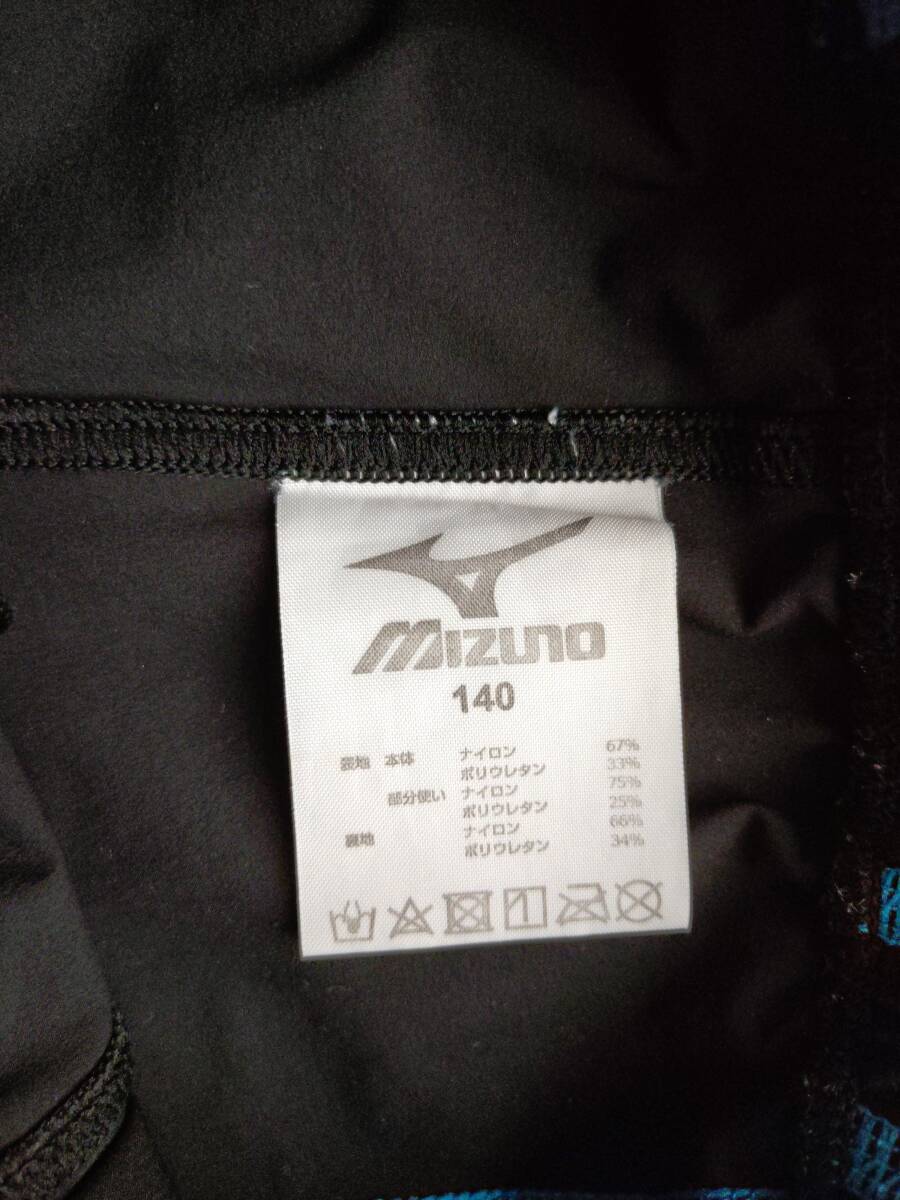 MIZUNO
140
表地 本体 ナイロン 67%
ポリウレタン 33%
部分使い ナイロン 75%
ポリウレタン 25%
裏地 ナイロン 66%
ポリウレタン 34%